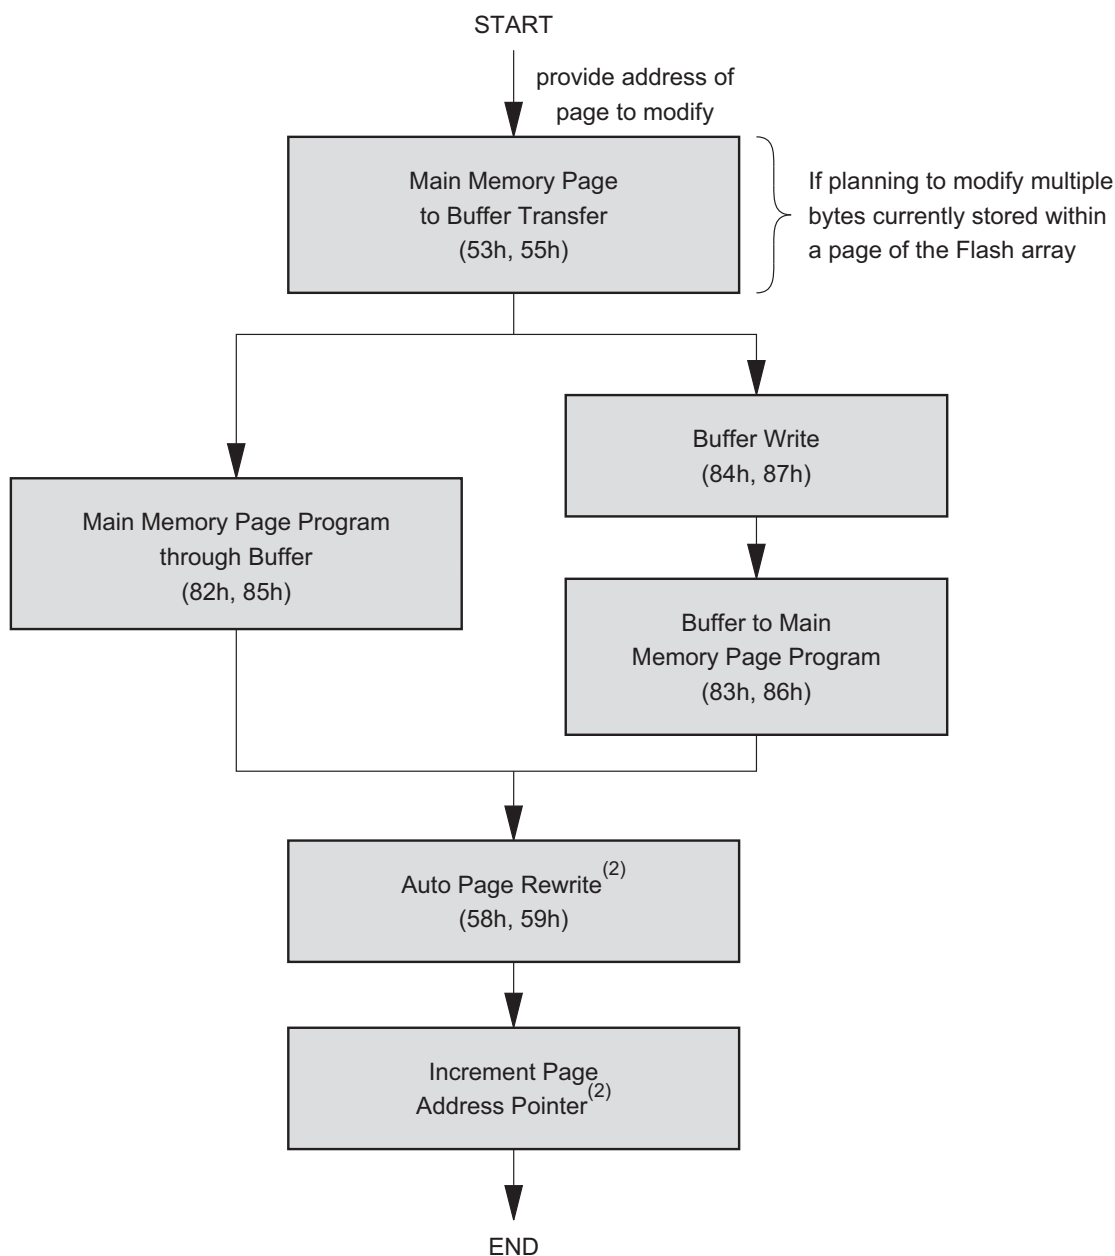 START
provide address of
page to modify
Main Memory Page
to Buffer Transfer
(53h, 55h)
If planning to modify multiple
bytes currently stored within
a page of the Flash array
Main Memory Page Program
through Buffer
(82h, 85h)
Buffer Write
(84h, 87h)
Buffer to Main
Memory Page Program
(83h, 86h)
Auto Page Rewrite(2)
(58h, 59h)
Increment Page
Address Pointer(2)
END